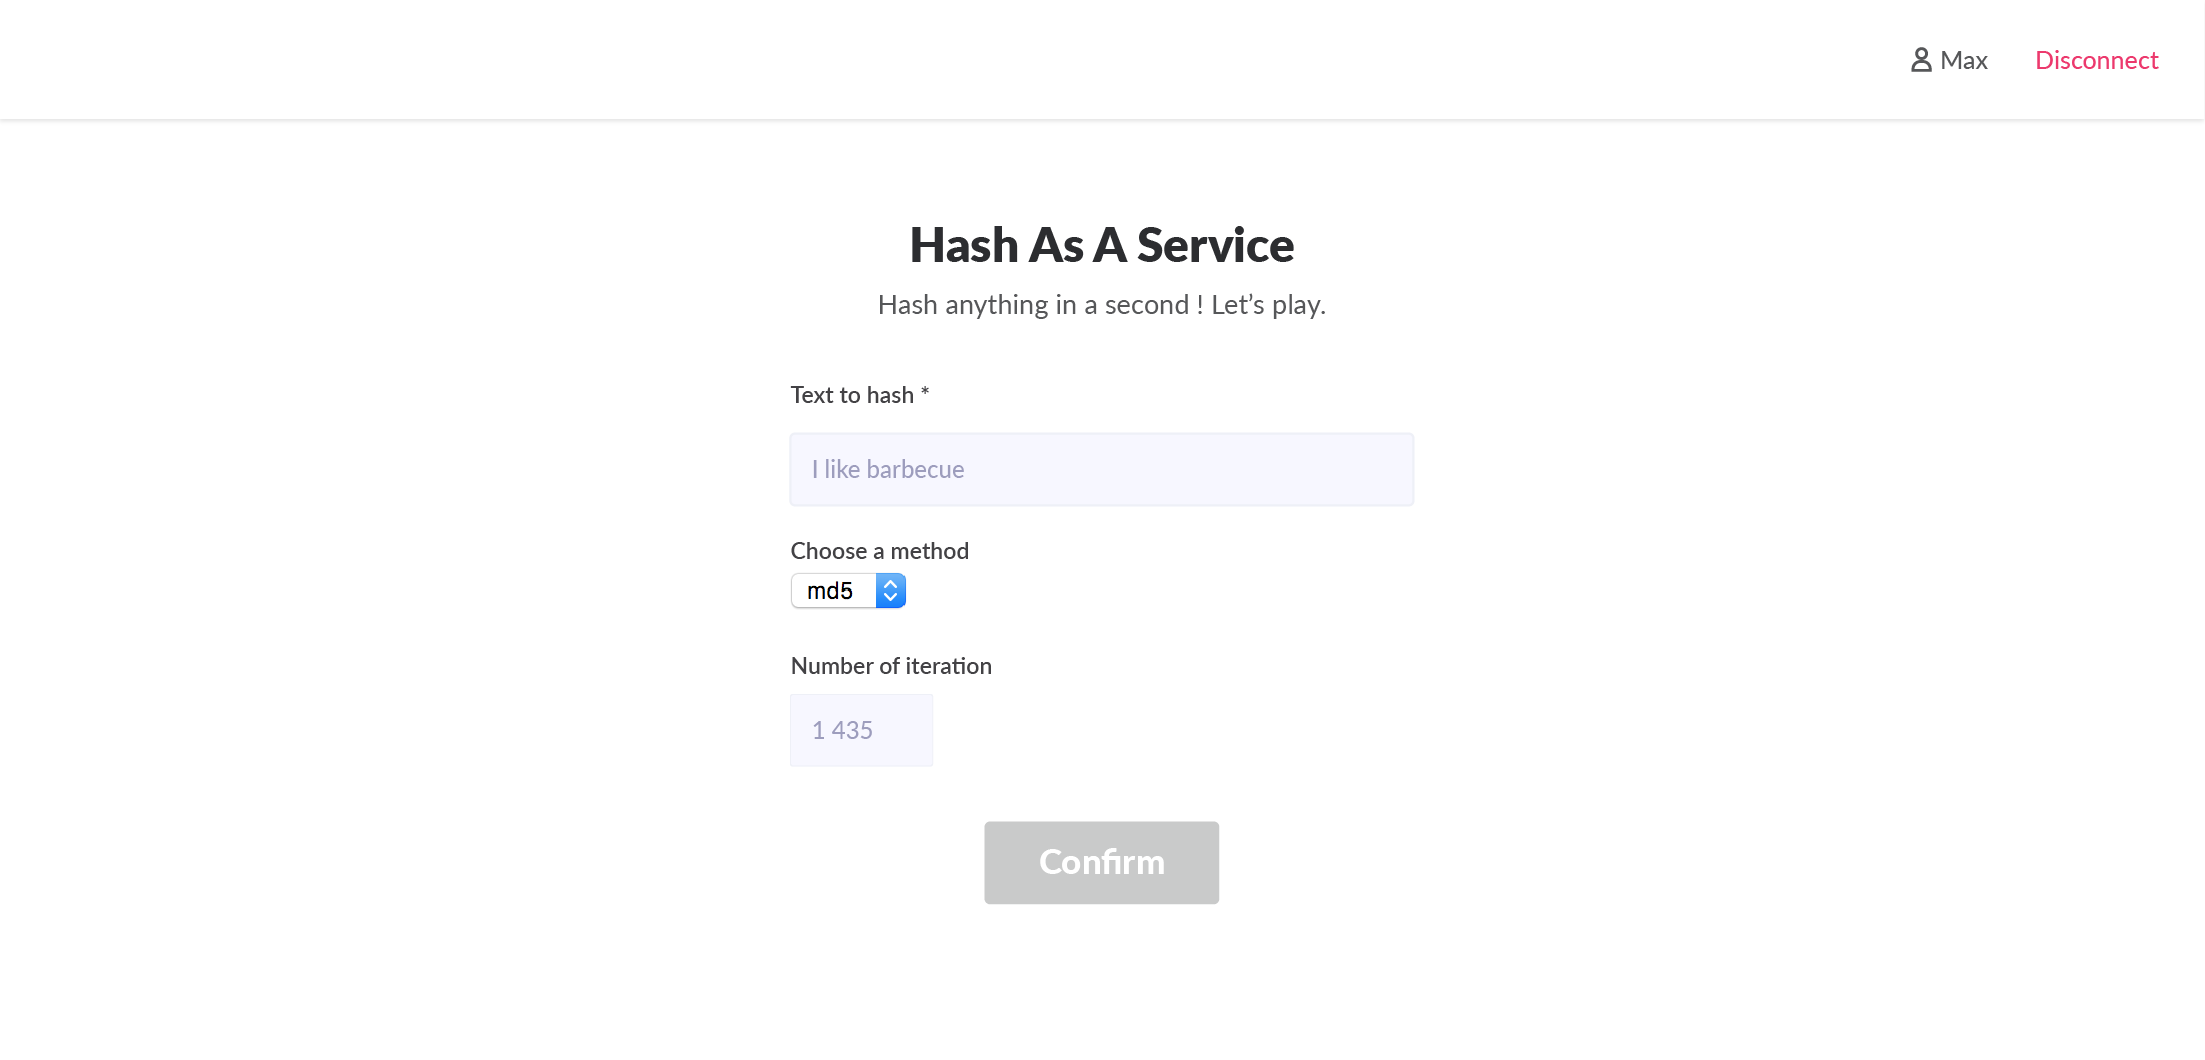 Max Disconnect
Hash As A Service
Hash anything in a second ! Let’s play.
Text to hash *
I like barbecue
Choose a method
md5
Number of iteration
1 435
Confirm